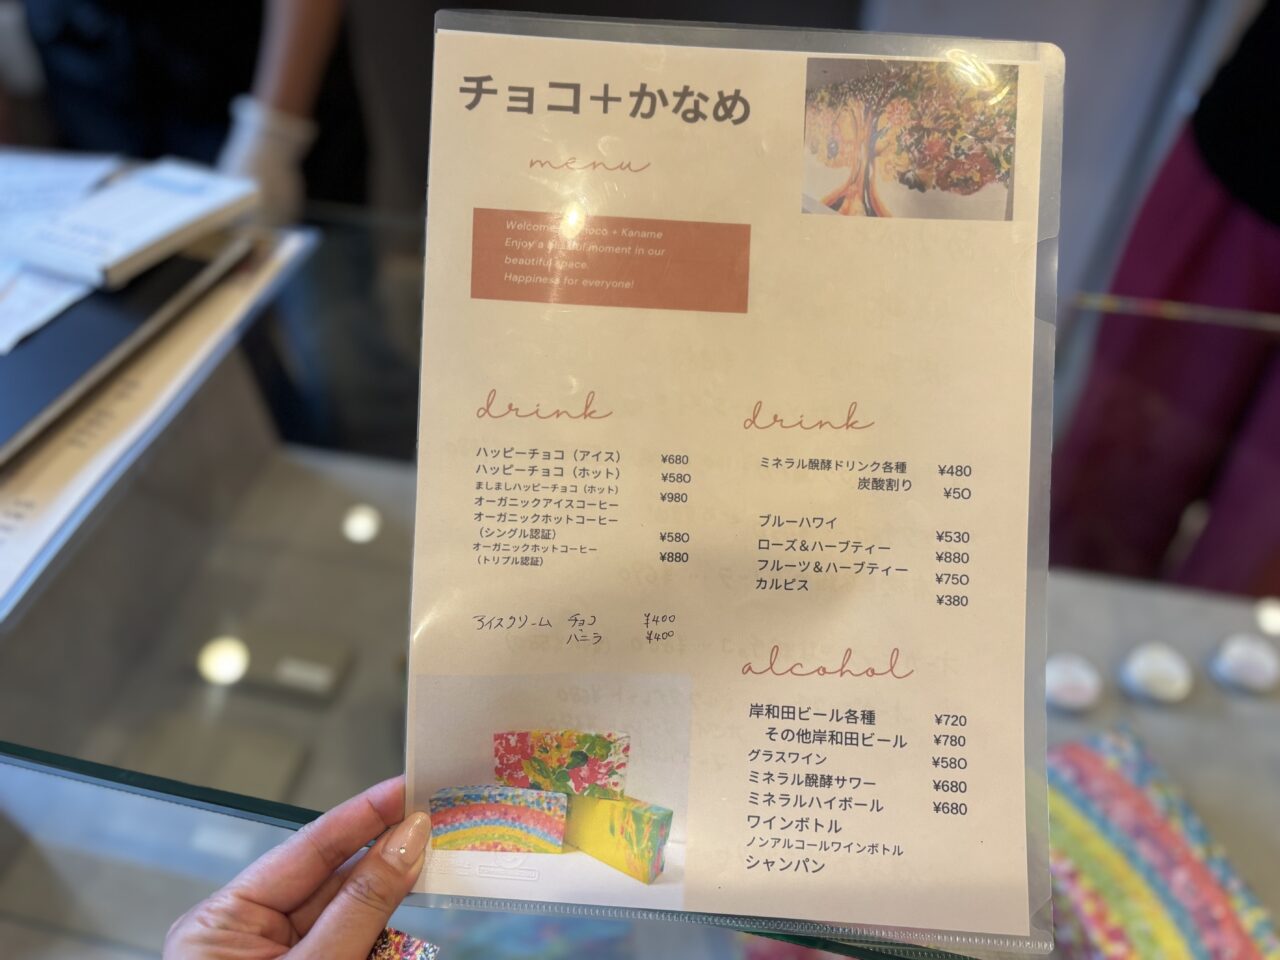 チョコ＋かなめ
menu
Welcome + Kaname
Enjoy a moment in our
beautiful space.
Happiness for everyone!
drink
ハッピーチョコ（アイス） ¥680
ハッピーチョコ（ホット） ¥580
ましましハッピーチョコ（ホット） ¥980
オーガニックアイスコーヒー
オーガニックホットコーヒー
（シングル認証） ¥580
オーガニックホットコーヒー ¥880
（トリプル認証）
アイスクリーム チョコ ¥400
バニラ ¥400
drink
ミネラル醗酵ドリンク各種 ¥480
炭酸割り ¥50
ブルーハワイ ¥530
ローズ＆ハーブティー ¥880
フルーツ＆ハーブティー ¥750
カルピス ¥380
alcohol
岸和田ビール各種 ¥720
その他岸和田ビール ¥780
グラスワイン ¥580
ミネラル醗酵サワー ¥680
ミネラルハイボール ¥680
ワインボトル
ノンアルコールワインボトル
シャンパン